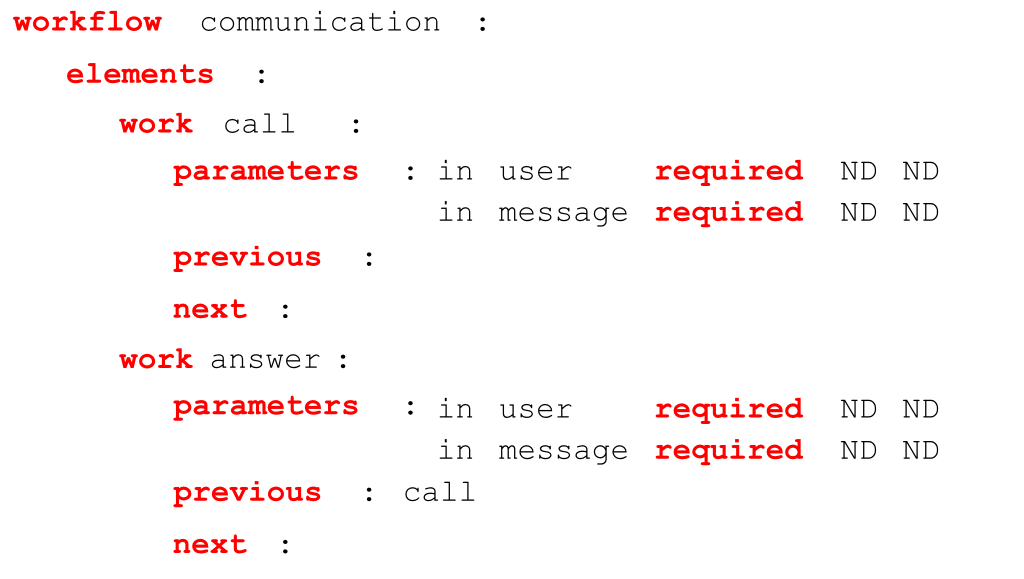 workflow communication :
elements :
work call :
parameters : in user required ND ND
in message required ND ND
previous :
next :
work answer :
parameters : in user required ND ND
in message required ND ND
previous : call
next :